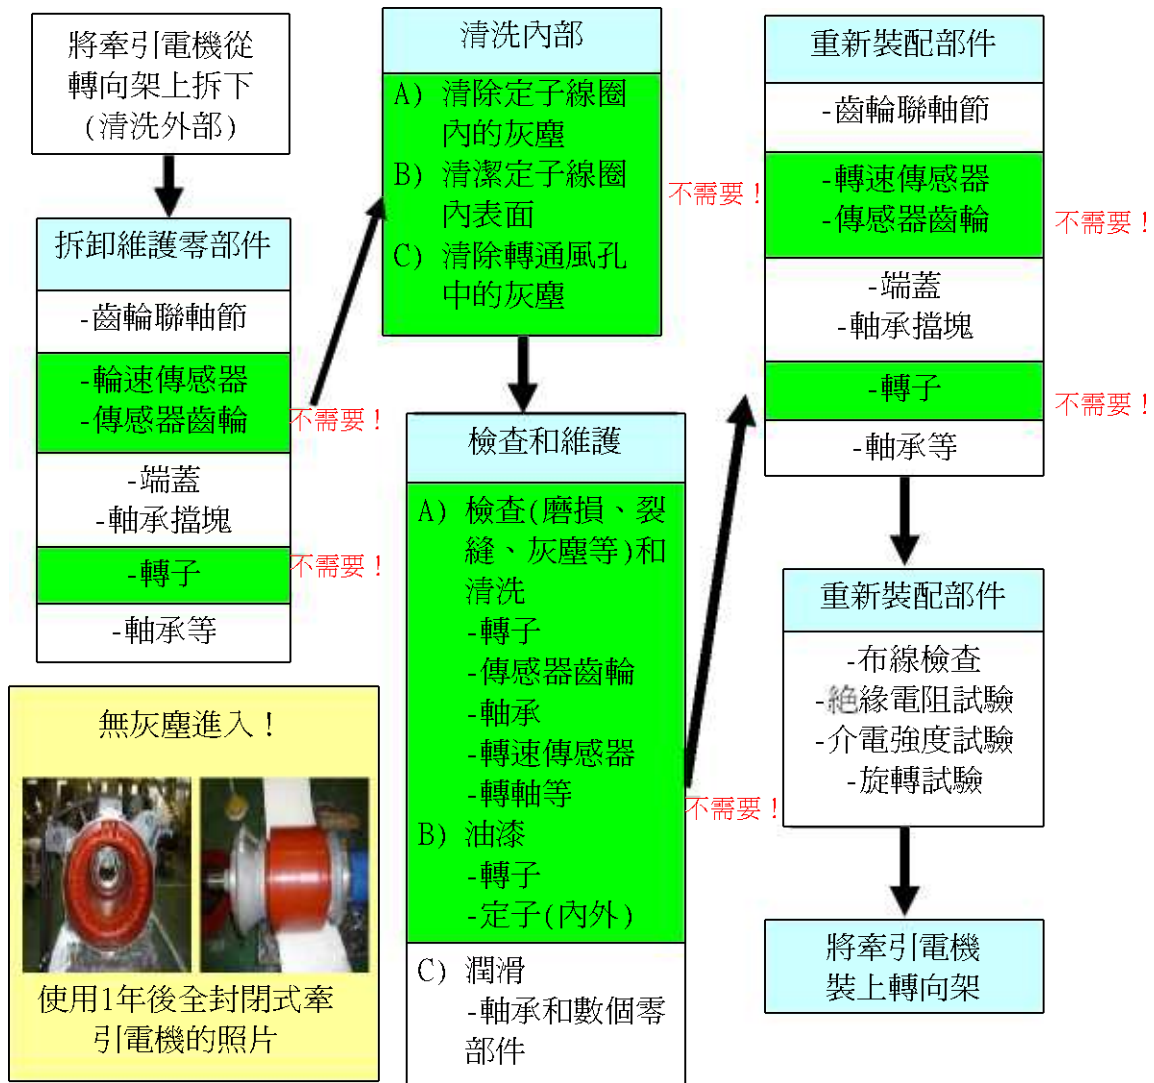 將牽引電機從
轉向架上拆下
(清洗外部)
拆卸維護零部件
-齒輪聯軸節
-輪速傳感器
-傳感器齒輪
不需要!
-端蓋
-軸承擋塊
-轉子
不需要!
-軸承等
無灰塵進入!
使用1年後全封閉式牽
引電機的照片
清洗內部
A) 清除定子線圈
內的灰塵
B) 清潔定子線圈
內表面
C) 清除轉通風孔
中的灰塵
不需要!
檢查和維護
A) 檢查(磨損、裂
縫、灰塵等)和
清洗
-轉子
-傳感器齒輪
-軸承
-轉速傳感器
-轉軸等
B) 油漆
-轉子
-定子(內外)
不需要!
C) 潤滑
-軸承和數個零
部件
重新裝配部件
-齒輪聯軸節
-轉速傳感器
-傳感器齒輪
不需要!
-端蓋
-軸承擋塊
-轉子
不需要!
-軸承等
重新裝配部件
-布線檢查
-絕緣電阻試驗
-介電強度試驗
-旋轉試驗
將牽引電機
裝上轉向架